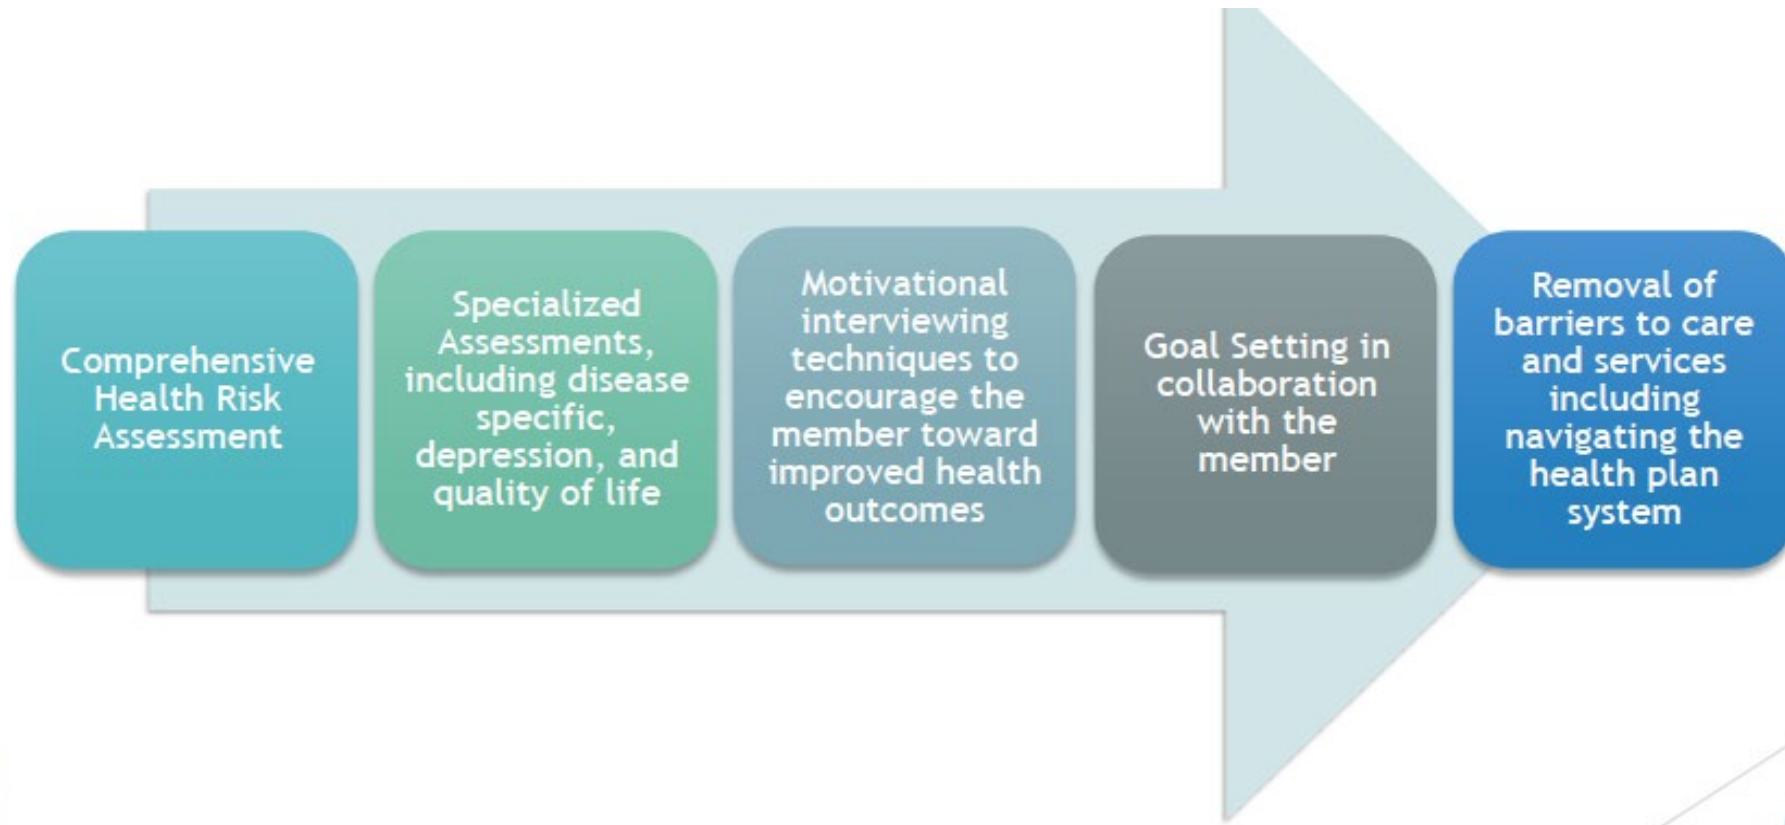 Comprehensive
Health Risk
Assessment
Specialized
Assessments,
including disease
specific,
depression, and
quality of life
Motivational
interviewing
techniques to
encourage the
member toward
improved health
outcomes
Goal Setting in
collaboration
with the
member
Removal of
barriers to care
and services
including
navigating the
health plan
system